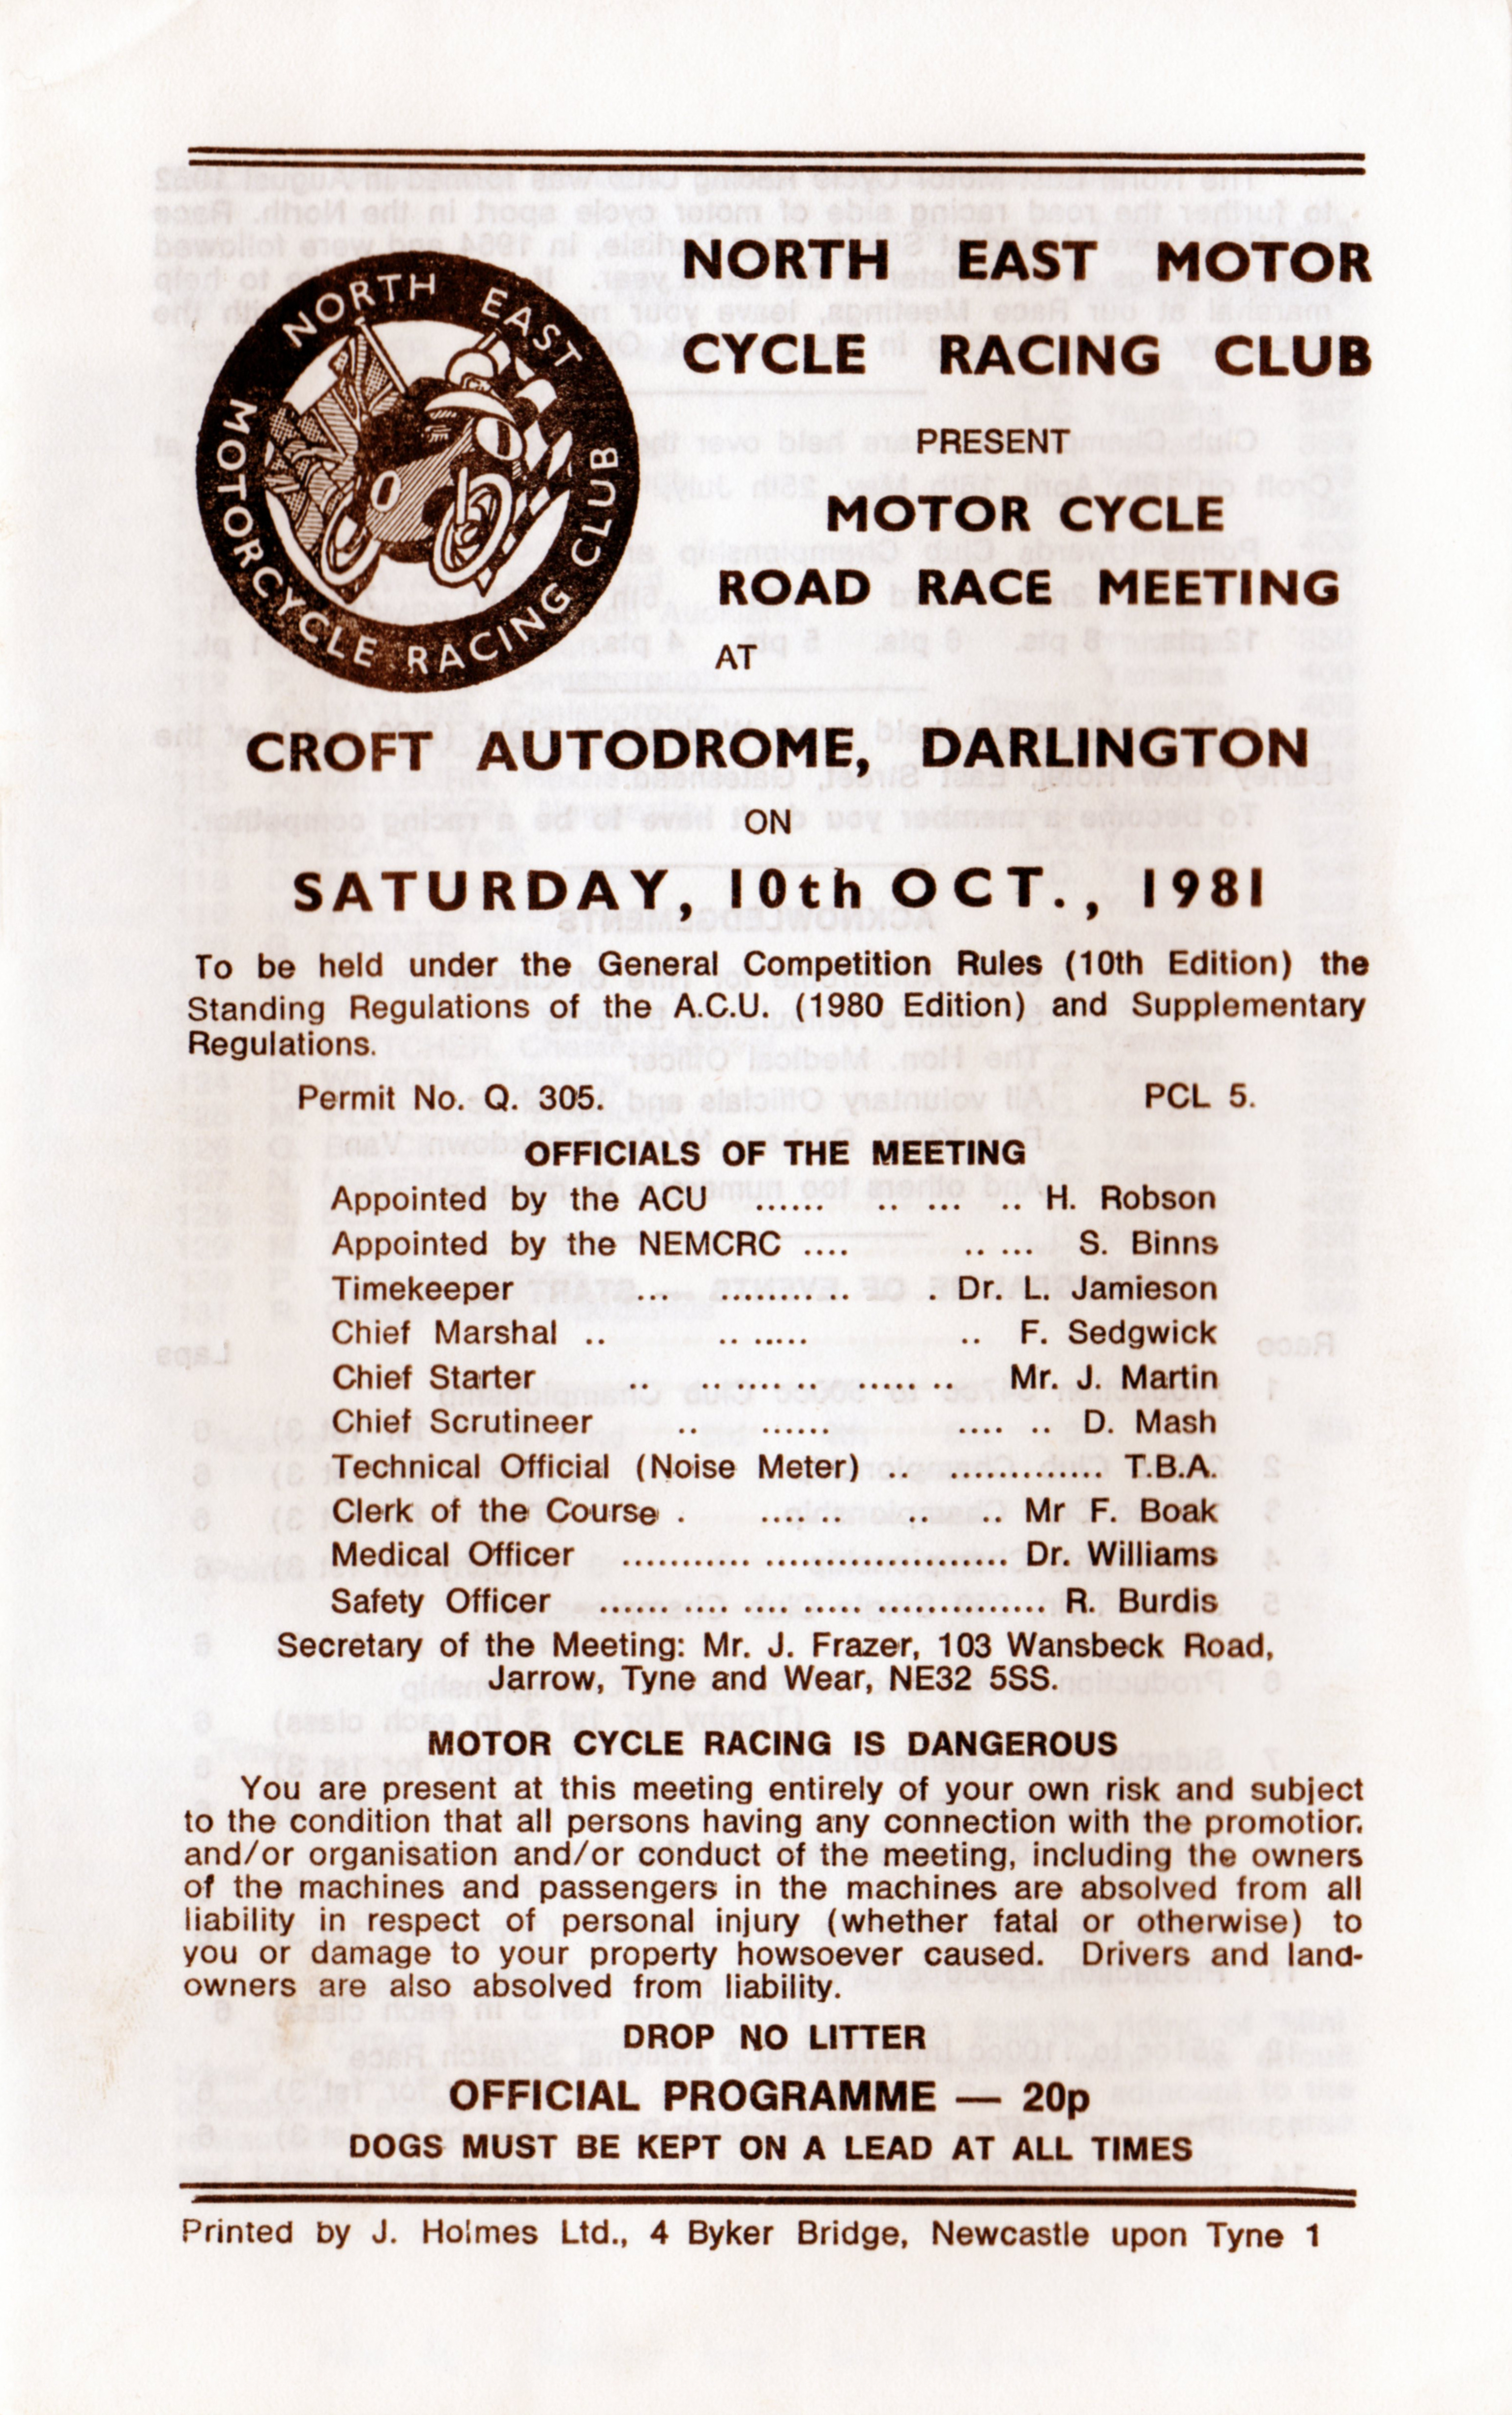 NORTH EAST
MOTORCYCLE RACING CLUB
NORTH EAST MOTOR
CYCLE RACING CLUB
PRESENT
MOTOR CYCLE
ROAD RACE MEETING
AT
CROFT AUTODROME, DARLINGTON
ON
SATURDAY, 10th OCT., 1981
To be held under the General Competition Rules (10th Edition) the
Standing Regulations of the A.C.U. (1980 Edition) and Supplementary
Regulations.
Permit No. Q. 305. PCL 5.
OFFICIALS OF THE MEETING
Appointed by the ACU ...... .. ... .. H. Robson
Appointed by the NEMCRC .... .. ... S. Binns
Timekeeper ... ........... . Dr. L. Jamieson
Chief Marshal .. .. ..... .. F. Sedgwick
Chief Starter .. .. .... .. ...... .. Mr. J. Martin
Chief Scrutineer .. ...... .... .. D. Mash
Technical Official (Noise Meter) .. ............. T.B.A.
Clerk of the Course . .... .. .. .. Mr F. Boak
Medical Officer ........... ..................... Dr. Williams
Safety Officer ...... .... .... ..... ............... R. Burdis
Secretary of the Meeting: Mr. J. Frazer, 103 Wansbeck Road,
Jarrow, Tyne and Wear, NE32 5SS.
MOTOR CYCLE RACING IS DANGEROUS
You are present at this meeting entirely of your own risk and subject
to the condition that all persons having any connection with the promotion
and/or organisation and/or conduct of the meeting, including the owners
of the machines and passengers in the machines are absolved from all
liability in respect of personal injury (whether fatal or otherwise) to
you or damage to your property howsoever caused. Drivers and land-
owners are also absolved from liability.
DROP NO LITTER
OFFICIAL PROGRAMME — 20p
DOGS MUST BE KEPT ON A LEAD AT ALL TIMES
Printed by J. Holmes Ltd., 4 Byker Bridge, Newcastle upon Tyne 1